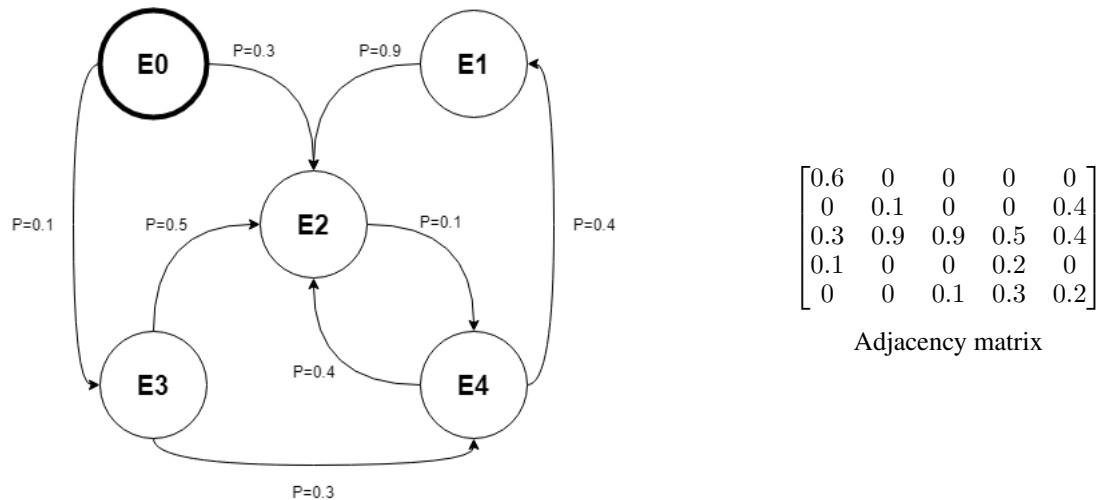 E0
P=0.3
P=0.9
E1
P=0.1
P=0.5
E2
P=0.1
P=0.4
E3
P=0.4
E4
P=0.3
0.6 0 0 0 0
0 0.1 0 0 0.4
0.3 0.9 0.9 0.5 0.4
0.1 0 0 0.2 0
0 0 0.1 0.3 0.2
Adjacency matrix